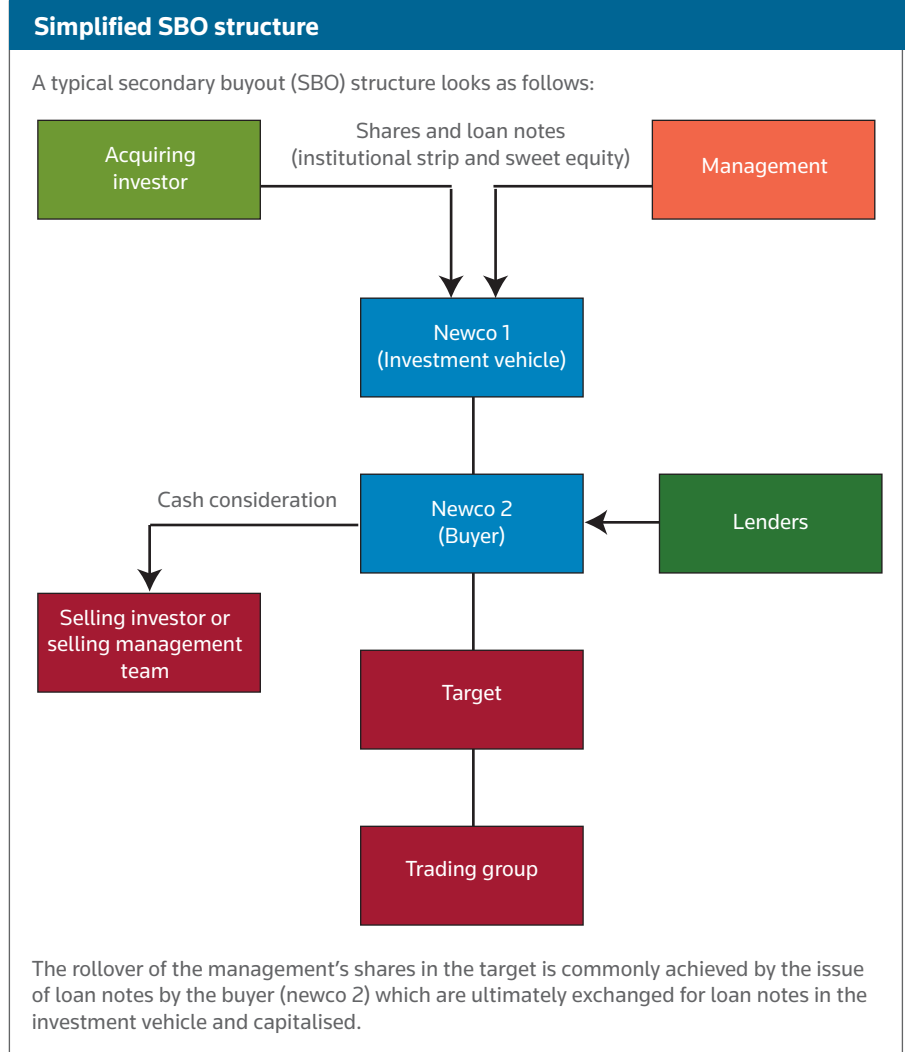 Simplified SBO structure
A typical secondary buyout (SBO) structure looks as follows:
Acquiring
investor
Shares and loan notes
(institutional strip and sweet equity)
Management
Newco 1
(Investment vehicle)
Cash consideration
Newco 2
(Buyer)
Lenders
Selling investor or
selling management
team
Target
Trading group
The rollover of the management's shares in the target is commonly achieved by the issue
of loan notes by the buyer (newco 2) which are ultimately exchanged for loan notes in the
investment vehicle and capitalised.